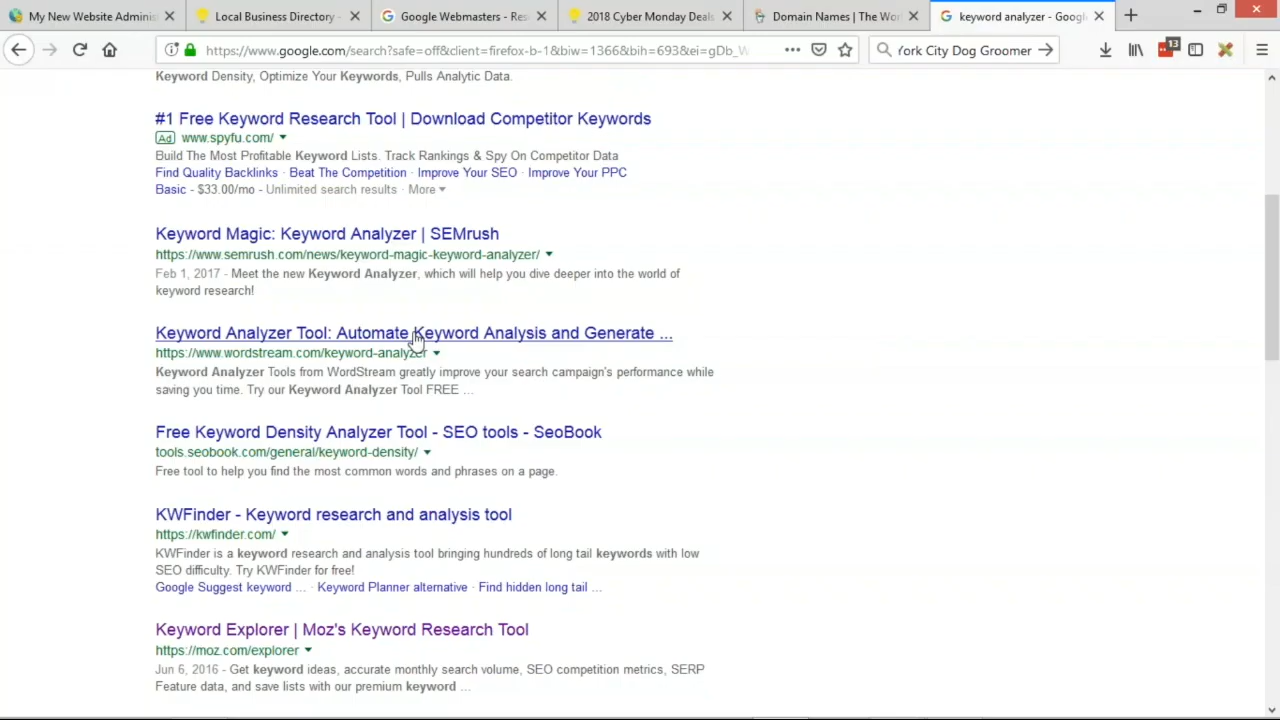 My New Website Adminis
Local Business Directory -
Google Webmasters - Res
2018 Cyber Monday Deals
Domain Names | The Wor
keyword analyzer - Googl
https://www.google.com/search?safe=off&client=firefox-b-1&biw=1366&bih=693&ei=gDb_W
York City Dog Groomer
13
Keyword Density, Optimize Your Keywords, Pulls Analytic Data.
#1 Free Keyword Research Tool | Download Competitor Keywords
Ad www.spyfu.com/
Build The Most Profitable Keyword Lists. Track Rankings & Spy On Competitor Data
Find Quality Backlinks · Beat The Competition · Improve Your SEO · Improve Your PPC
Basic - $33.00/mo - Unlimited search results · More
Keyword Magic: Keyword Analyzer | SEMrush
https://www.semrush.com/news/keyword-magic-keyword-analyzer/
Feb 1, 2017 - Meet the new Keyword Analyzer, which will help you dive deeper into the world of
keyword research!
Keyword Analyzer Tool: Automate Keyword Analysis and Generate ...
https://www.wordstream.com/keyword-analyzer
Keyword Analyzer Tools from WordStream greatly improve your search campaign's performance while
saving you time. Try our Keyword Analyzer Tool FREE ...
Free Keyword Density Analyzer Tool - SEO tools - SeoBook
tools.seobook.com/general/keyword-density/
Free tool to help you find the most common words and phrases on a page.
KWFinder - Keyword research and analysis tool
https://kwfinder.com/
KWFinder is a keyword research and analysis tool bringing hundreds of long tail keywords with low
SEO difficulty. Try KWFinder for free!
Google Suggest keyword ... · Keyword Planner alternative · Find hidden long tail ...
Keyword Explorer | Moz's Keyword Research Tool
https://moz.com/explorer
Jun 6, 2016 - Get keyword ideas, accurate monthly search volume, SEO competition metrics, SERP
Feature data, and save lists with our premium keyword ...